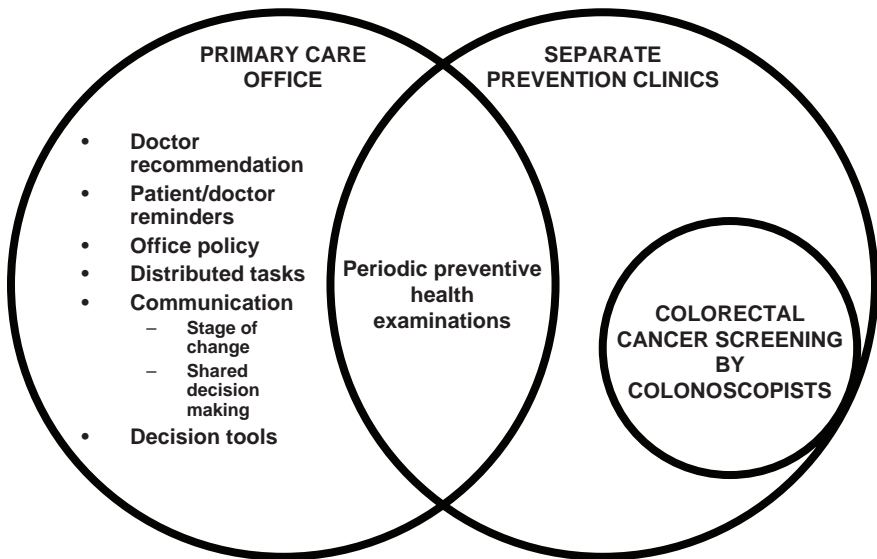 PRIMARY CARE
OFFICE
• Doctor
recommendation
• Patient/doctor
reminders
• Office policy
• Distributed tasks
• Communication
– Stage of
change
– Shared
decision
making
• Decision tools
Periodic preventive
health
examinations
SEPARATE
PREVENTION CLINICS
COLORECTAL
CANCER SCREENING
BY
COLONOSCOPISTS